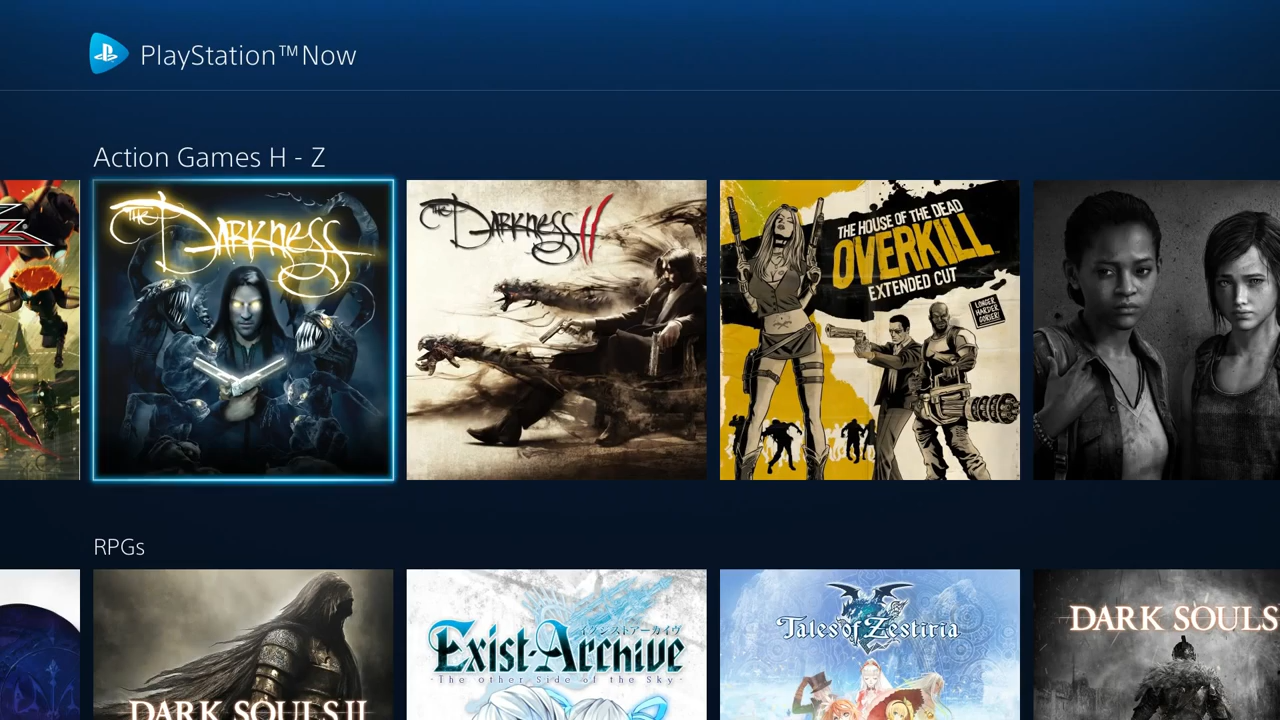 PlayStation™Now
Action Games H - Z
Z
THE DARKNESS
THE DARKNESS II
THE HOUSE OF THE DEAD
OVERKILL
EXTENDED CUT
LONGER.
HARDER.
GORIER!
RPGs
DARK SOULS II
イグジストアーカイヴ
Exist Archive
-The other Side of the Sky-
Tales of Zestiria
DARK SOULS